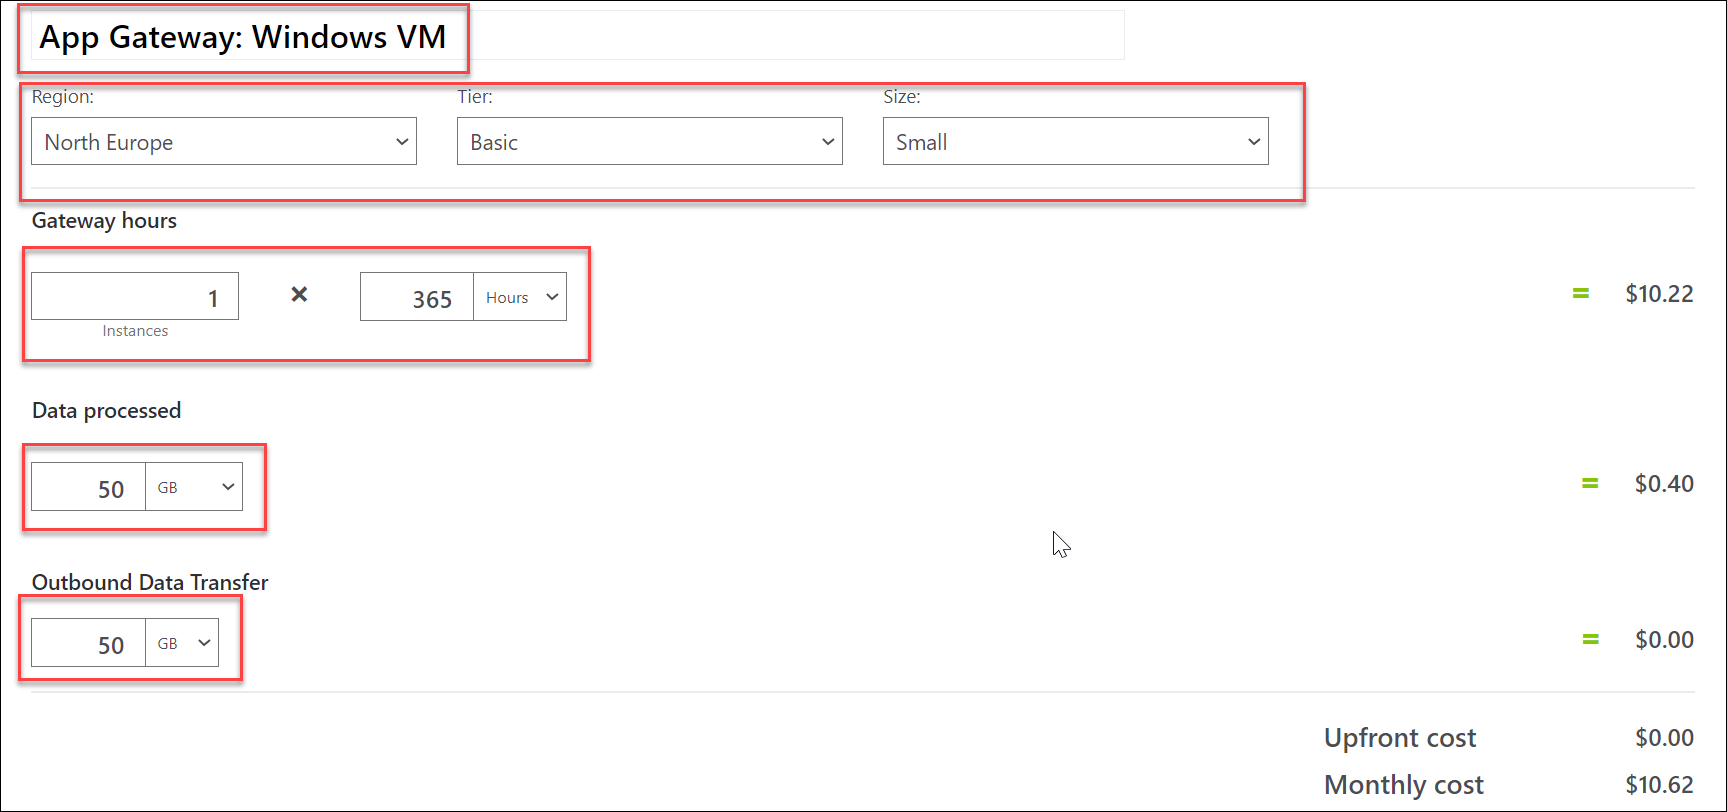 App Gateway: Windows VM
Region: Tier: Size:
North Europe Basic Small
Gateway hours
1 × 365 Hours = $10.22
Instances
Data processed
50 GB = $0.40
Outbound Data Transfer
50 GB = $0.00
Upfront cost $0.00
Monthly cost $10.62